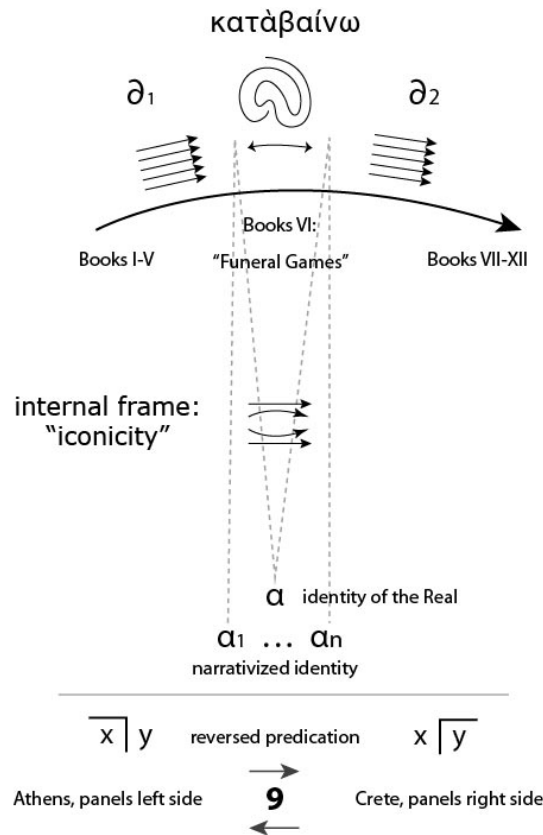 κατὰβαίνω
∂1 ∂2
Books I-V
Books VI:
"Funeral Games"
Books VII-XII
internal frame:
"iconicity"
α identity of the Real
α1 ... αn
narrativized identity
x y reversed predication x y
Athens, panels left side 9 Crete, panels right side